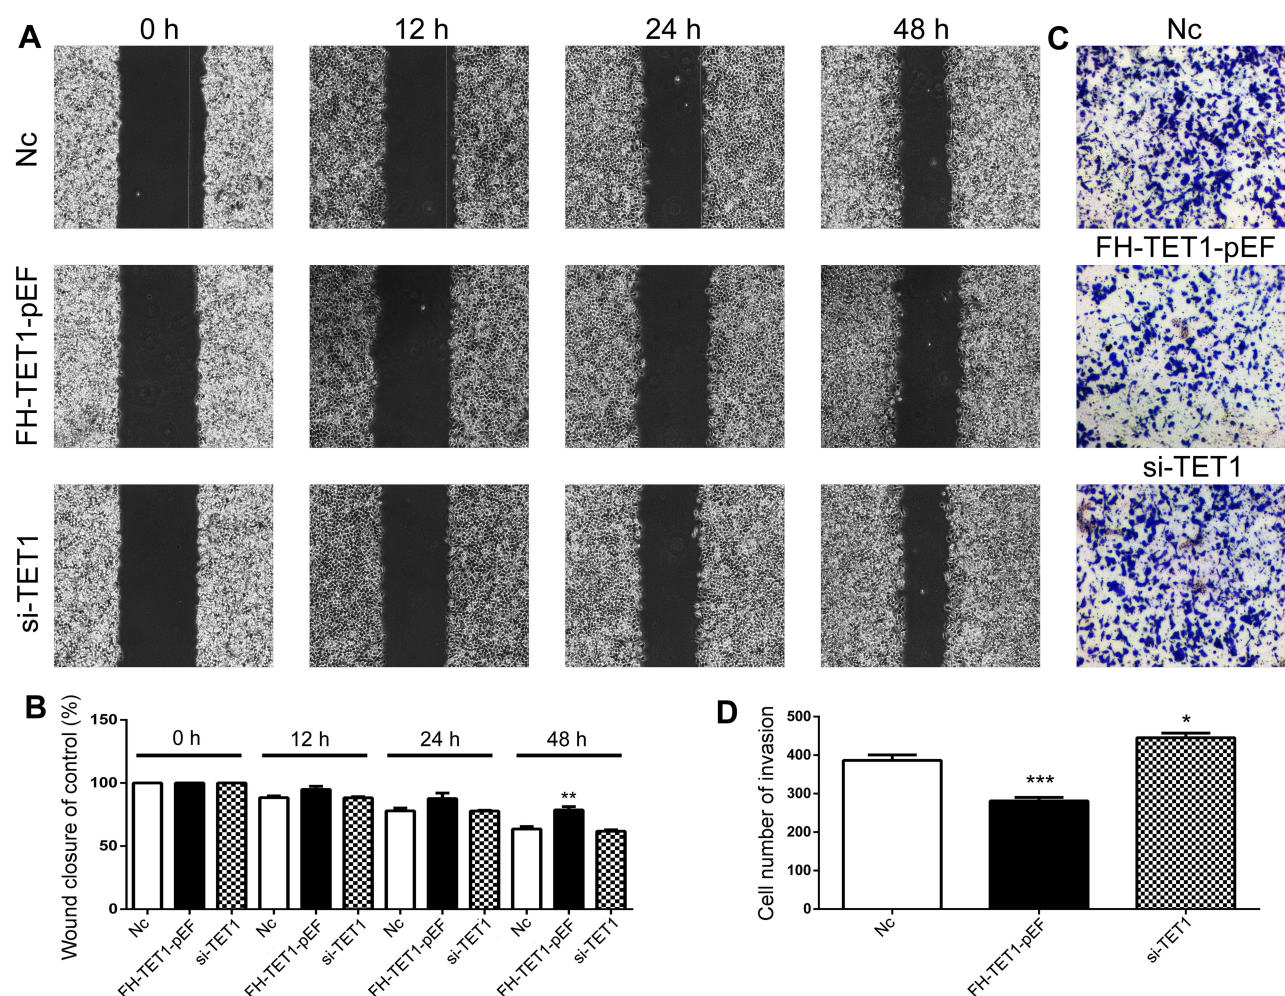 A
0 h
12 h
24 h
48 h
C
Nc
Nc
FH-TET1-pEF
FH-TET1-pEF
si-TET1
si-TET1
B
Wound closure of control (%)
150
100
50
0
0 h
12 h
24 h
48 h
**
Nc
FH-TET1-pEF
si-TET1
Nc
FH-TET1-pEF
si-TET1
Nc
FH-TET1-pEF
si-TET1
Nc
FH-TET1-pEF
si-TET1
D
Cell number of invasion
500
400
300
200
100
0
***
*
Nc
FH-TET1-pEF
si-TET1